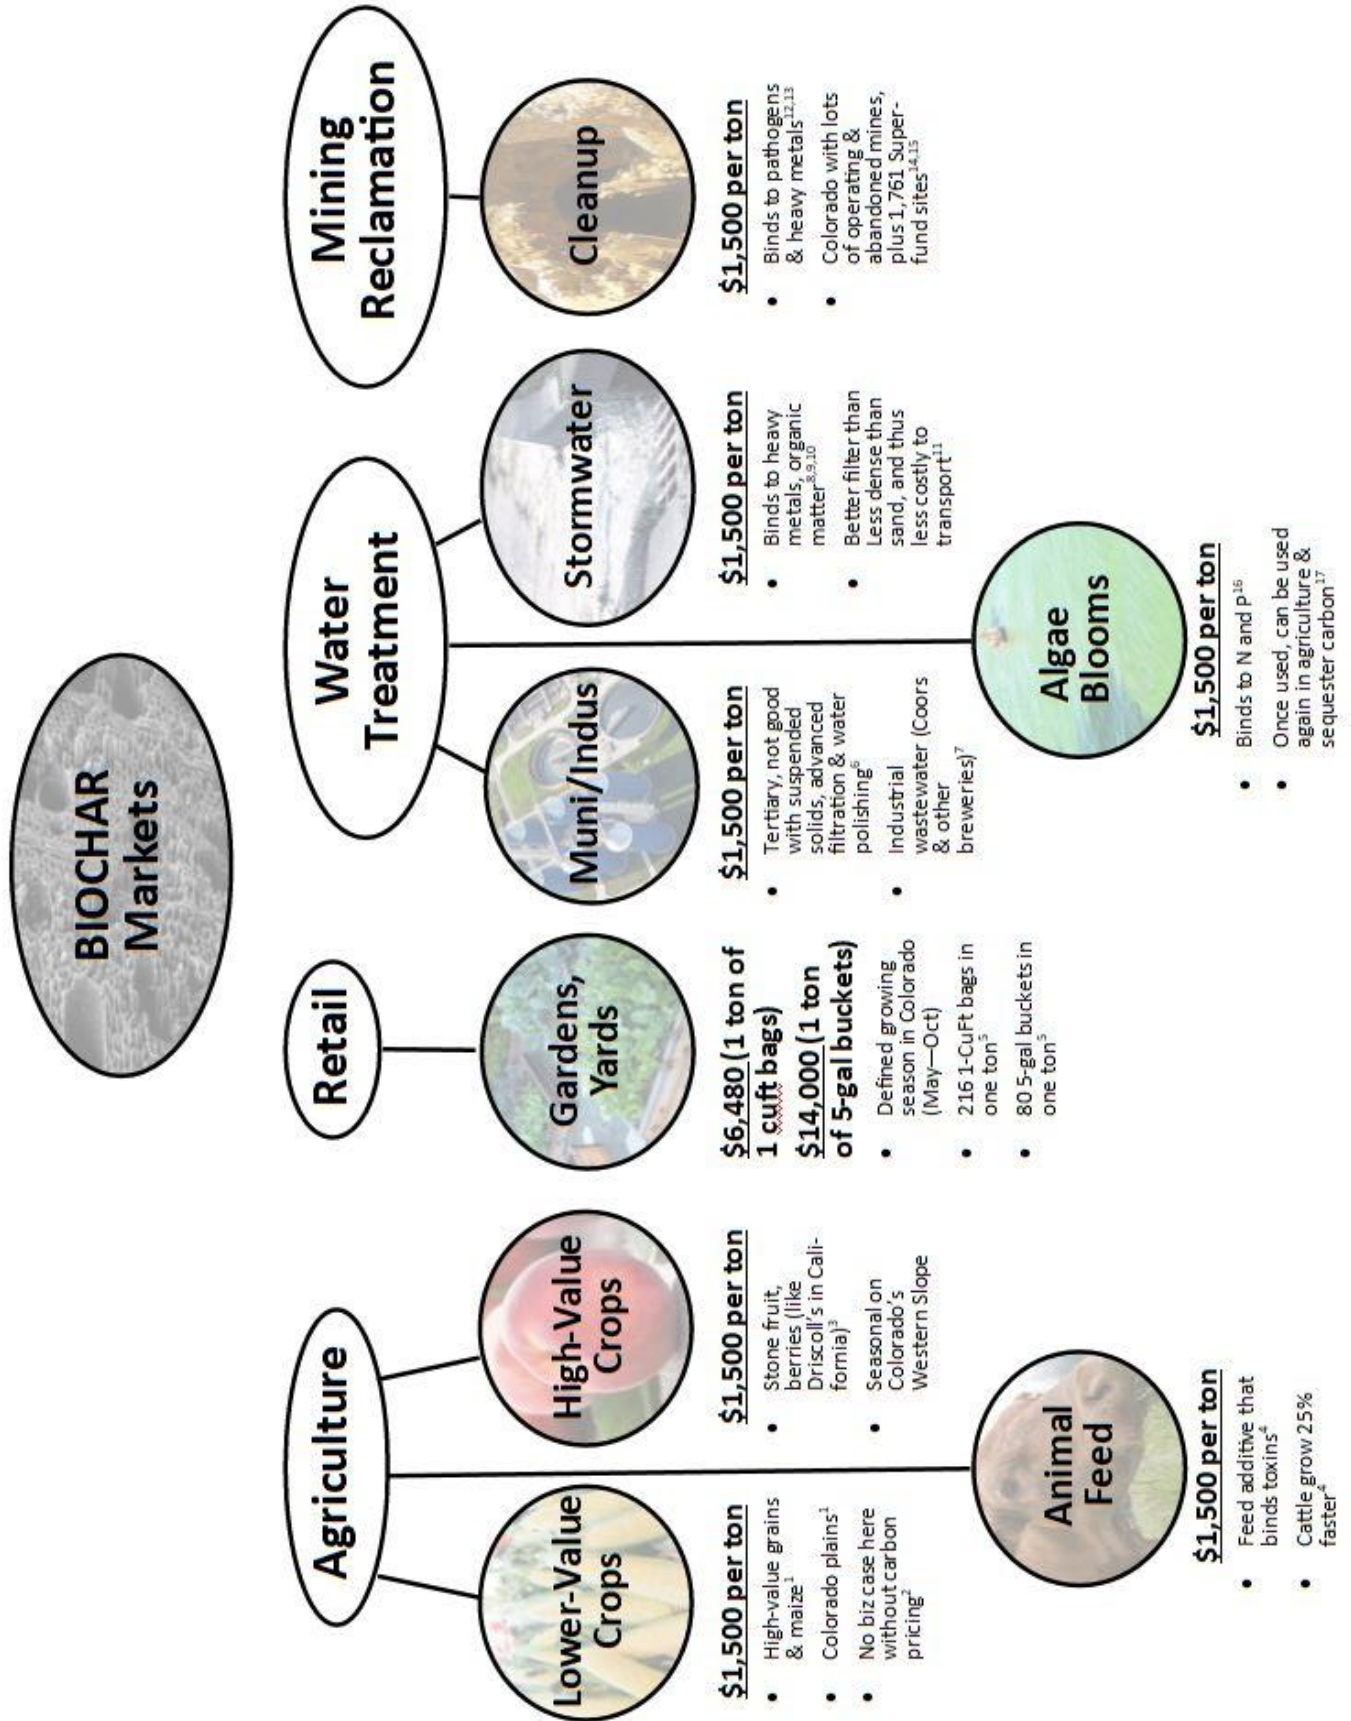 BIOCHAR
Markets
Agriculture
Lower-Value
Crops
$1,500 per ton
• High-value grains
& maize¹
• Colorado plains¹
• No biz case here
without carbon
pricing²
High-Value
Crops
$1,500 per ton
• Stone fruit,
berries (like
Driscoll's in Cali-
fornia)³
• Seasonal on
Colorado's
Western Slope
Animal
Feed
$1,500 per ton
• Feed additive that
binds toxins⁴
• Cattle grow 25%
faster⁴
Retail
Gardens,
Yards
$6,480 (1 ton of
1 cuft bags)
$14,000 (1 ton
of 5-gal buckets)
• Defined growing
season in Colorado
(May—Oct)
• 216 1-CuFt bags in
one ton⁵
• 80 5-gal buckets in
one ton⁵
Water
Treatment
Muni/Indus
$1,500 per ton
• Tertiary, not good
with suspended
solids, advanced
filtration & water
polishing⁶
• Industrial
wastewater (Coors
& other
breweries)⁷
Stormwater
$1,500 per ton
• Binds to heavy
metals, organic
matter⁸,⁹,¹⁰
• Better filter than
Less dense than
sand, and thus
less costly to
transport¹¹
Algae
Blooms
$1,500 per ton
• Binds to N and P¹⁶
• Once used, can be used
again in agriculture &
sequester carbon¹⁷
Mining
Reclamation
Cleanup
$1,500 per ton
• Binds to pathogens
& heavy metals¹²,¹³
• Colorado with lots
of operating &
abandoned mines,
plus 1,761 Super-
fund sites¹⁴,¹⁵